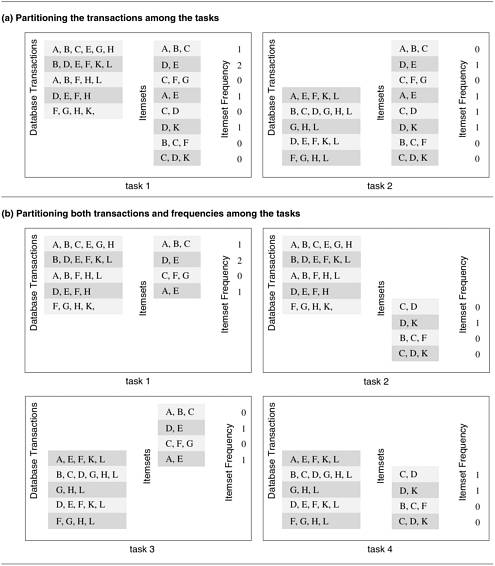 (a) Partitioning the transactions among the tasks
Database Transactions
A, B, C, E, G, H
B, D, E, F, K, L
A, B, F, H, L
D, E, F, H
F, G, H, K,
Itemsets
A, B, C
D, E
C, F, G
A, E
C, D
D, K
B, C, F
C, D, K
Itemset Frequency
1
2
0
1
0
1
0
0
task 1
Database Transactions
A, E, F, K, L
B, C, D, G, H, L
G, H, L
D, E, F, K, L
F, G, H, L
Itemsets
A, B, C
D, E
C, F, G
A, E
C, D
D, K
B, C, F
C, D, K
Itemset Frequency
0
1
0
1
1
1
0
0
task 2
(b) Partitioning both transactions and frequencies among the tasks
Database Transactions
A, B, C, E, G, H
B, D, E, F, K, L
A, B, F, H, L
D, E, F, H
F, G, H, K,
Itemsets
A, B, C
D, E
C, F, G
A, E
Itemset Frequency
1
2
0
1
task 1
Database Transactions
A, B, C, E, G, H
B, D, E, F, K, L
A, B, F, H, L
D, E, F, H
F, G, H, K,
Itemsets
C, D
D, K
B, C, F
C, D, K
Itemset Frequency
0
1
0
0
task 2
Database Transactions
A, E, F, K, L
B, C, D, G, H, L
G, H, L
D, E, F, K, L
F, G, H, L
Itemsets
A, B, C
D, E
C, F, G
A, E
Itemset Frequency
0
1
0
1
task 3
Database Transactions
A, E, F, K, L
B, C, D, G, H, L
G, H, L
D, E, F, K, L
F, G, H, L
Itemsets
C, D
D, K
B, C, F
C, D, K
Itemset Frequency
1
1
0
0
task 4